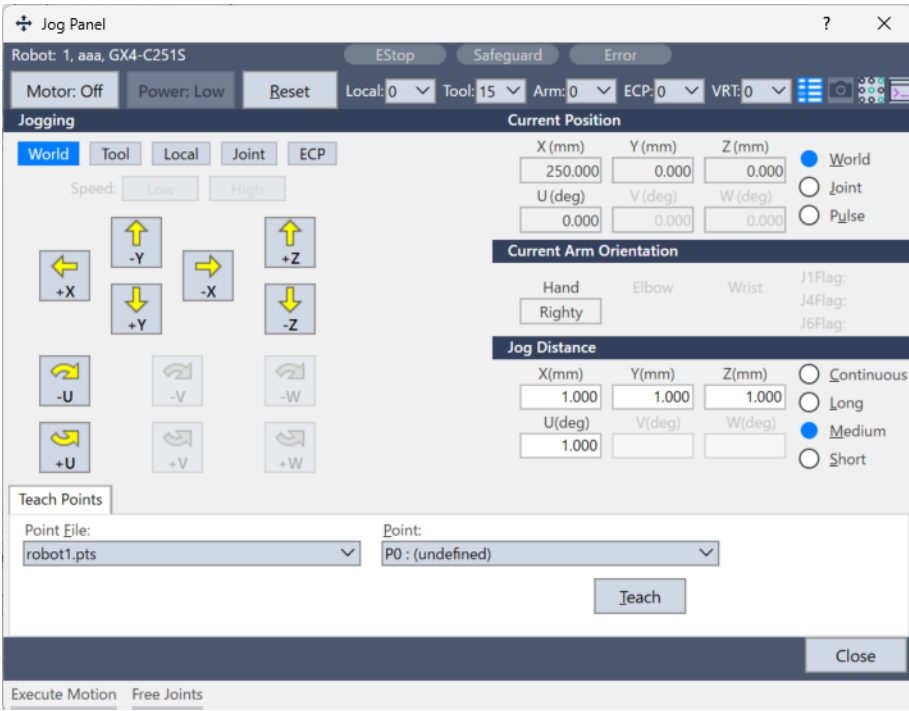 Jog Panel ? ×
Robot: 1, aaa, GX4-C251S EStop Safeguard Error
Motor: Off Power: Low Reset Local: 0 Tool: 15 Arm: 0 ECP: 0 VRT: 0
Jogging
World Tool Local Joint ECP
Speed: Low High
-Y +Z
+X -X
+Y -Z
-U -V -W
+U +V +W
Current Position
X (mm) Y (mm) Z (mm)
250.000 0.000 0.000
U (deg) V (deg) W (deg)
0.000 0.000 0.000
World
Joint
Pulse
Current Arm Orientation
Hand Elbow Wrist
Righty
J1Flag:
J4Flag:
J6Flag:
Jog Distance
X(mm) Y(mm) Z(mm)
1.000 1.000 1.000
U(deg) V(deg) W(deg)
1.000
Continuous
Long
Medium
Short
Teach Points
Point File: Point:
robot1.pts P0 : (undefined)
Teach
Close
Execute Motion Free Joints